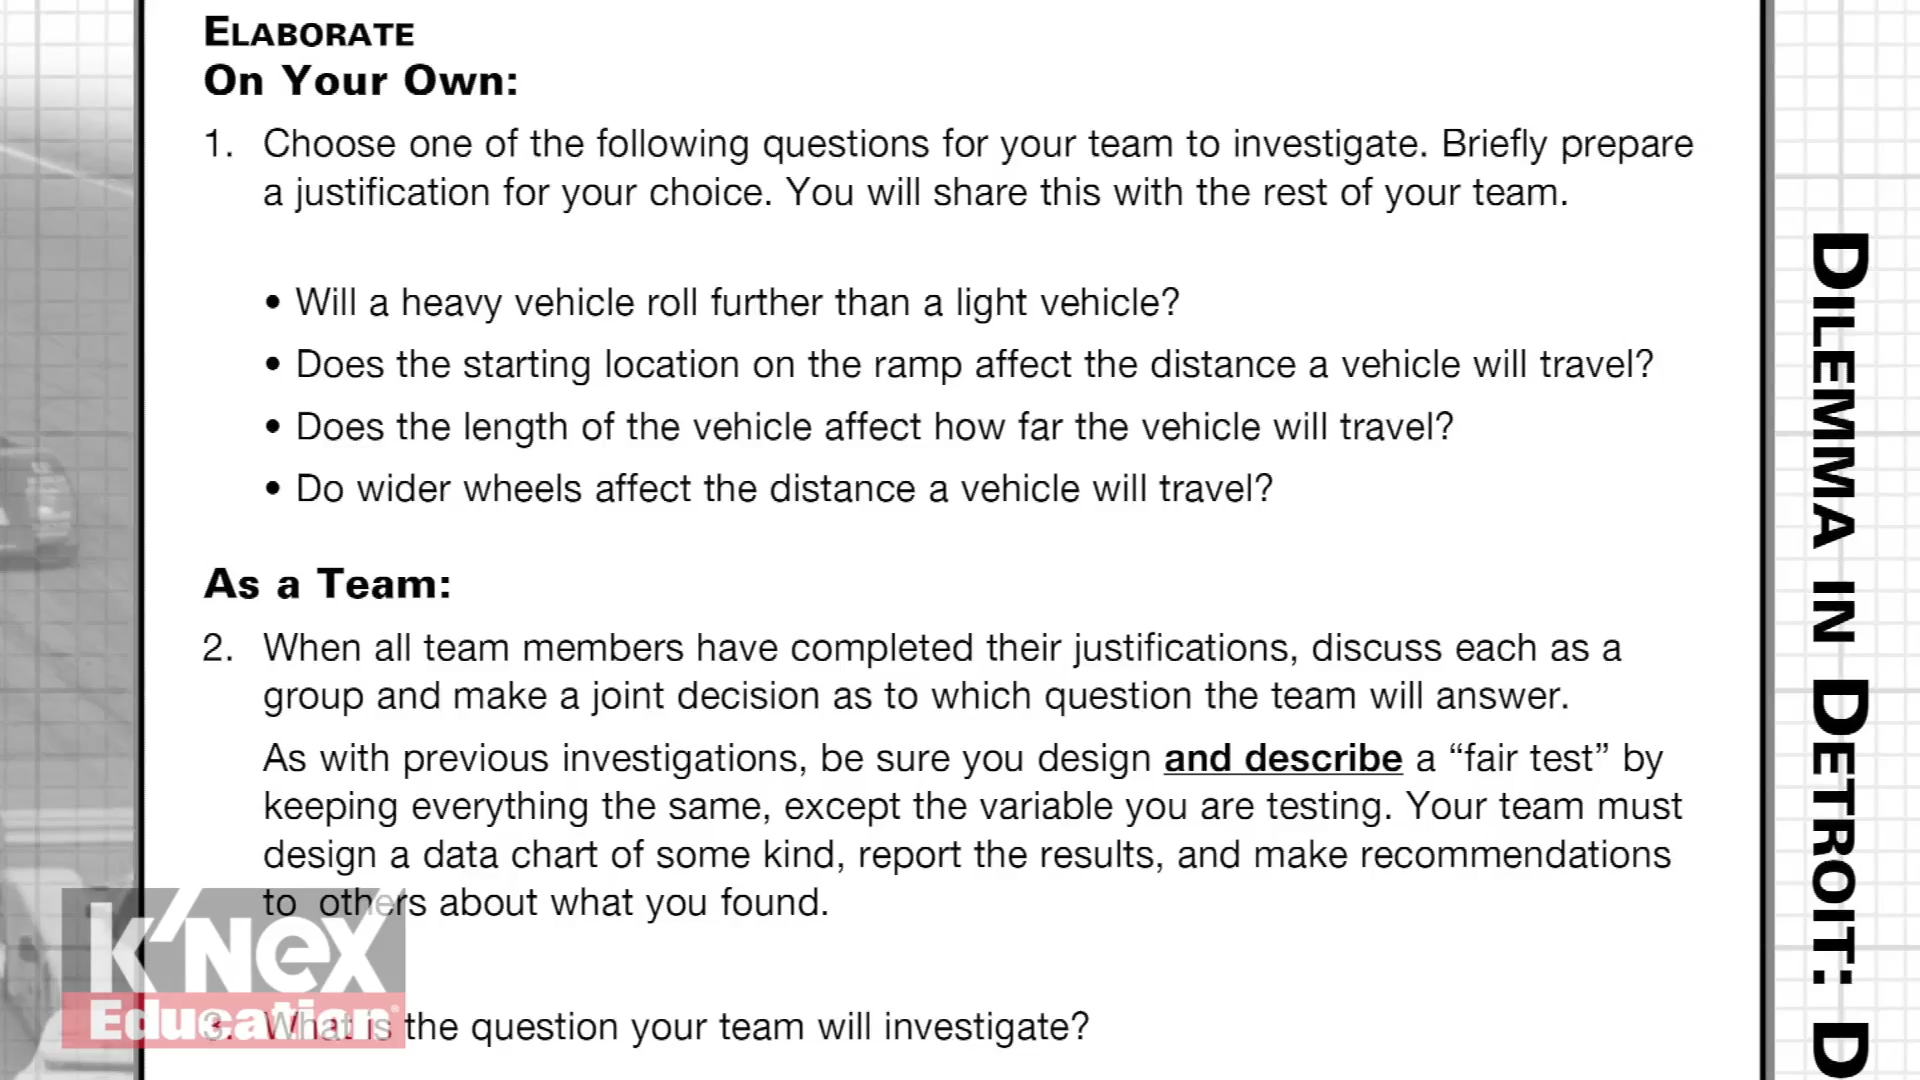 ELABORATE
On Your Own:
1. Choose one of the following questions for your team to investigate. Briefly prepare
a justification for your choice. You will share this with the rest of your team.
• Will a heavy vehicle roll further than a light vehicle?
• Does the starting location on the ramp affect the distance a vehicle will travel?
• Does the length of the vehicle affect how far the vehicle will travel?
• Do wider wheels affect the distance a vehicle will travel?
As a Team:
2. When all team members have completed their justifications, discuss each as a
group and make a joint decision as to which question the team will answer.
As with previous investigations, be sure you design and describe a “fair test” by
keeping everything the same, except the variable you are testing. Your team must
design a data chart of some kind, report the results, and make recommendations
to others about what you found.
3. What is the question your team will investigate?
K'NEX
Education®
DILEMMA IN DETROIT: D